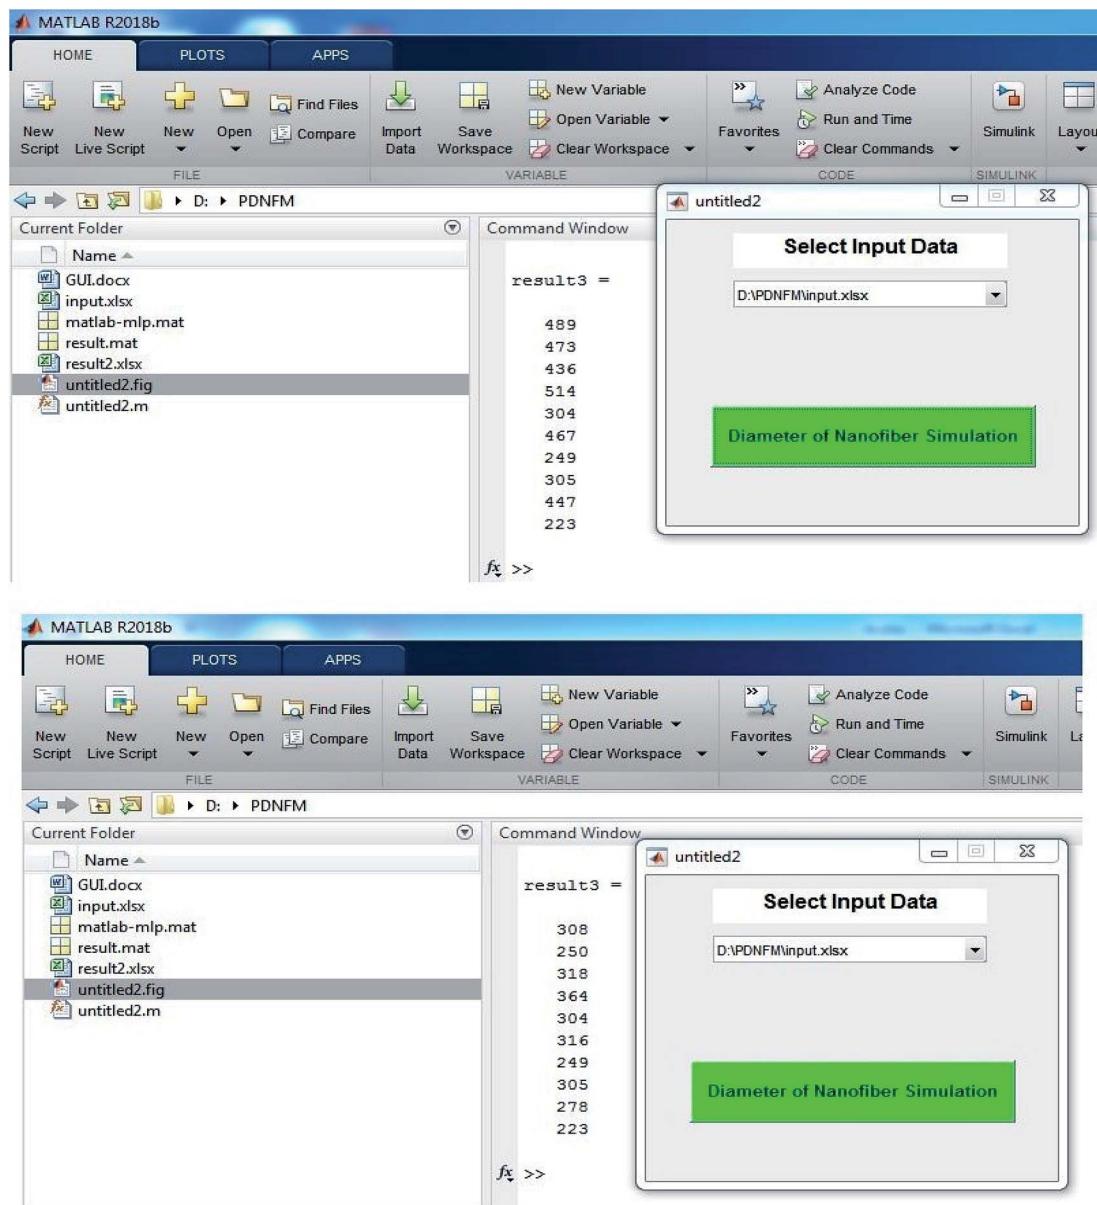 MATLAB R2018b
HOME PLOTS APPS
New Script New Live Script New Open Find Files Compare Import Data Save Workspace New Variable Open Variable Clear Workspace Favorites Analyze Code Run and Time Clear Commands Simulink Layou
FILE VARIABLE CODE SIMULINK
D: PDNFM
Current Folder
Name
GUI.docx
input.xlsx
matlab-mlp.mat
result.mat
result2.xlsx
untitled2.fig
untitled2.m
Command Window
result3 =
489
473
436
514
304
467
249
305
447
223
fx >>
untitled2
Select Input Data
D:\PDNFM\input.xlsx
Diameter of Nanofiber Simulation
MATLAB R2018b
HOME PLOTS APPS
New Script New Live Script New Open Find Files Compare Import Data Save Workspace New Variable Open Variable Clear Workspace Favorites Analyze Code Run and Time Clear Commands Simulink La
FILE VARIABLE CODE SIMULINK
D: PDNFM
Current Folder
Name
GUI.docx
input.xlsx
matlab-mlp.mat
result.mat
result2.xlsx
untitled2.fig
untitled2.m
Command Window
result3 =
308
250
318
364
304
316
249
305
278
223
fx >>
untitled2
Select Input Data
D:\PDNFM\input.xlsx
Diameter of Nanofiber Simulation